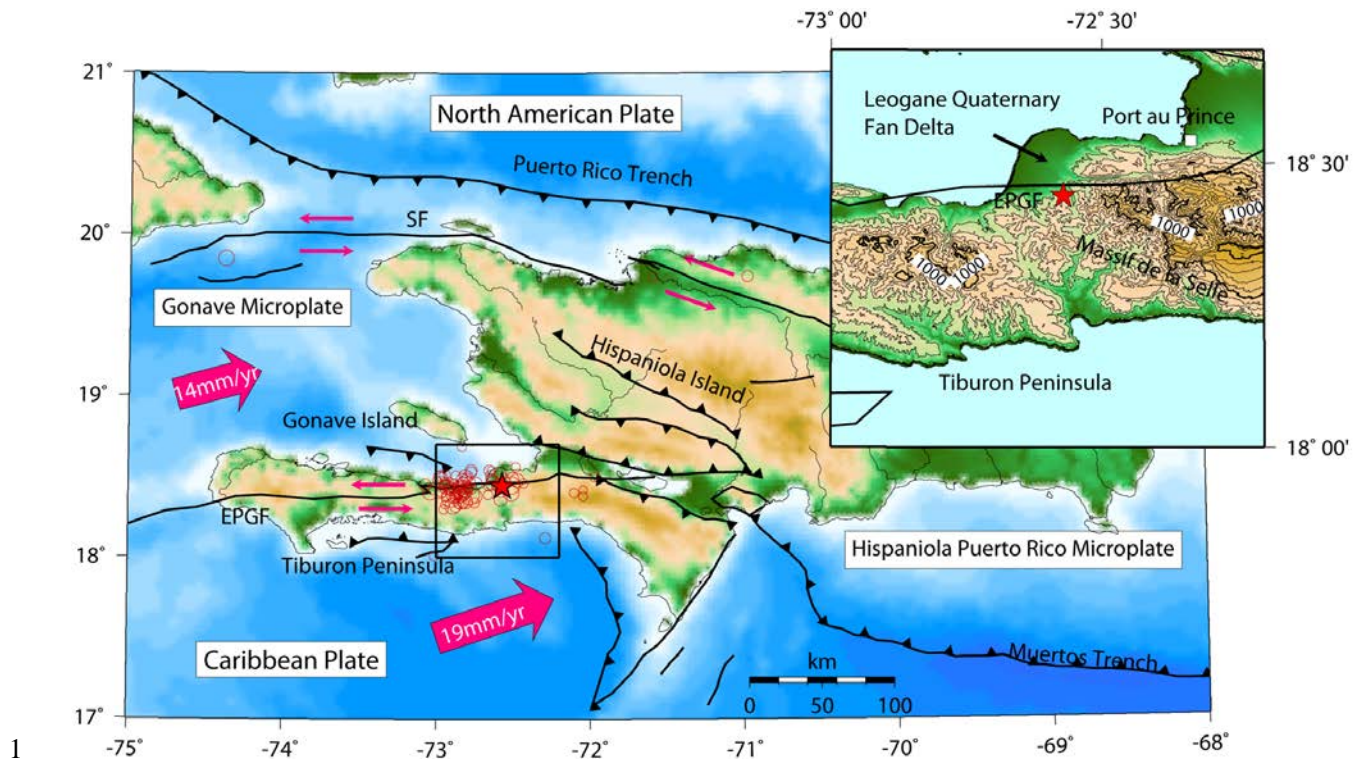 -73° 00'
-72° 30'
21°
North American Plate
Leogane Quaternary
Fan Delta
Port au Prince
18° 30'
Puerto Rico Trench
EPGF
SF
1000
1000
20°
Massif de la Selle
1000
1000
Gonave Microplate
Hispaniola Island
Tiburon Peninsula
14mm/yr
19°
Gonave Island
18° 00'
EPGF
18°
Tiburon Peninsula
Hispaniola Puerto Rico Microplate
19mm/yr
Caribbean Plate
km
Muertos Trench
0
50
100
17°
1
-75°
-74°
-73°
-72°
-71°
-70°
-69°
-68°